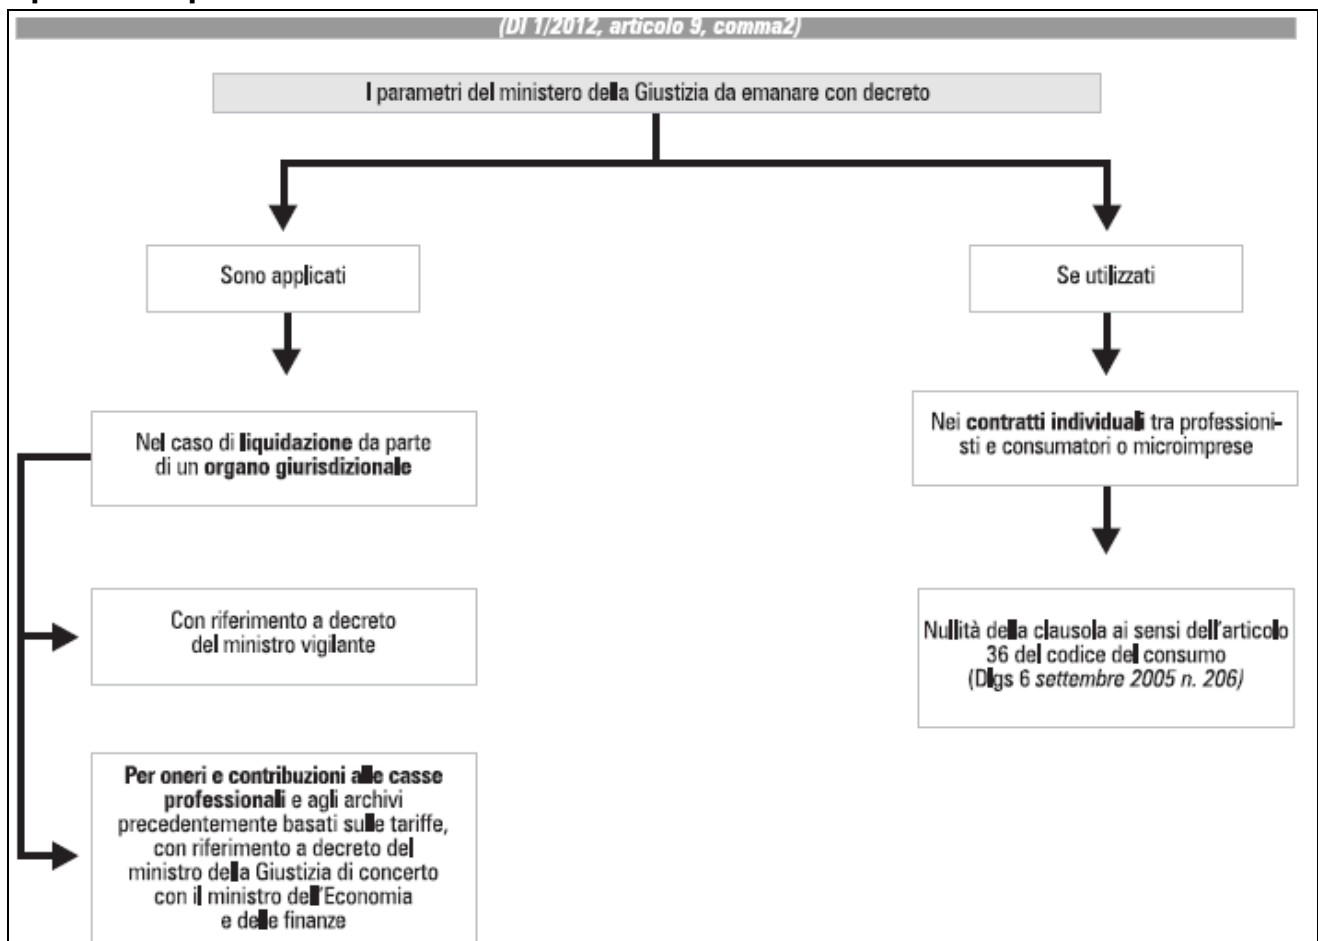 (Dl 1/2012, articolo 9, comma2)
I parametri del ministero della Giustizia da emanare con decreto
Sono applicati
Se utilizzati
Nel caso di liquidazione da parte
di un organo giurisdizionale
Nei contratti individuali tra professioni-
sti e consumatori o microimprese
Con riferimento a decreto
del ministro vigilante
Nullità della clausola ai sensi dell'articolo
36 del codice del consumo
(Dlgs 6 settembre 2005 n. 206)
Per oneri e contribuzioni alle casse
professionali e agli archivi
precedentemente basati sulle tariffe,
con riferimento a decreto del
ministro della Giustizia di concerto
con il ministro dell'Economia
e delle finanze